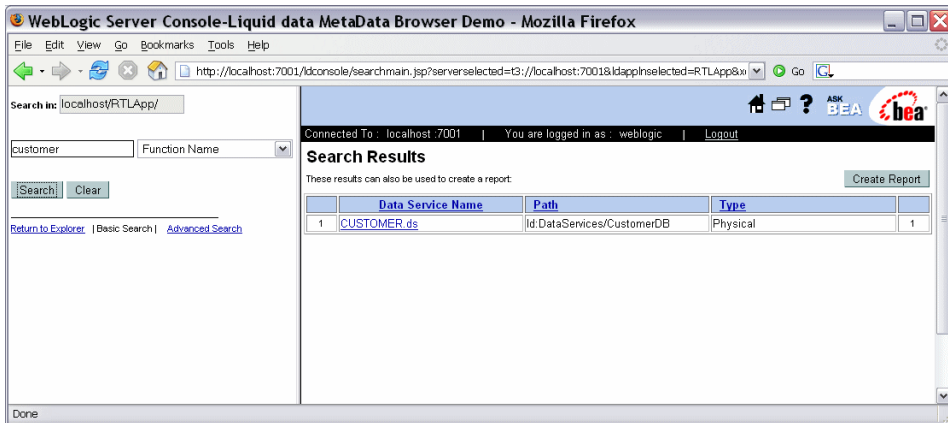 WebLogic Server Console-Liquid data MetaData Browser Demo - Mozilla Firefox
File Edit View Go Bookmarks Tools Help
http://localhost:7001/ldconsole/searchmain.jsp?serverselected=t3://localhost:7001&ldapplnselected=RTLApp& Go G
Search in: localhost/RTLApp/
customer Function Name
Search Clear
Return to Explorer | Basic Search | Advanced Search
? ASK BEA bea
Connected To : localhost :7001 | You are logged in as : weblogic | Logout
Search Results
These results can also be used to create a report:
Create Report
Data Service Name Path Type
1 CUSTOMER.ds ld:DataServices/CustomerDB Physical 1
Done